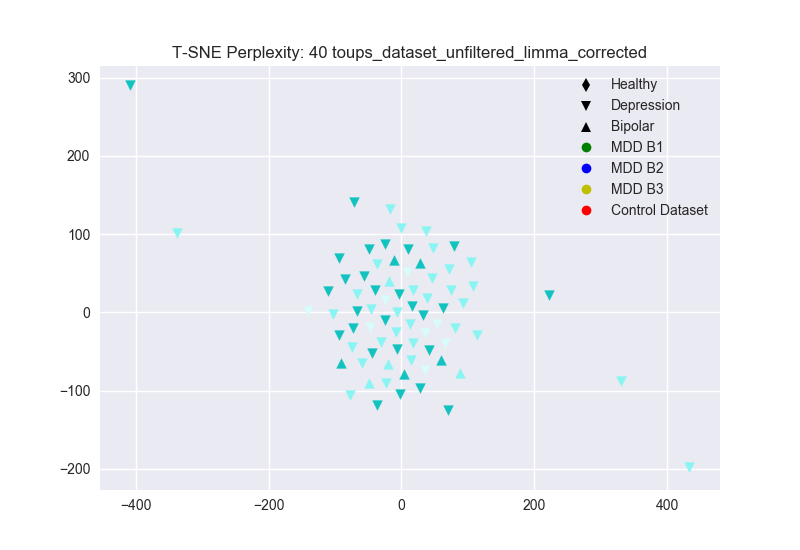 T-SNE Perplexity: 40 toups_dataset_unfiltered_limma_corrected
300
200
100
0
−100
−200
−400
−200
0
200
400
Healthy
Depression
Bipolar
MDD B1
MDD B2
MDD B3
Control Dataset